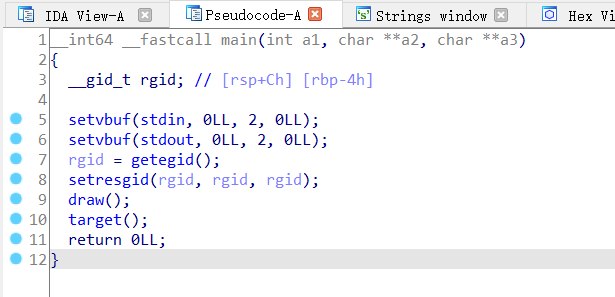 IDA View-A Pseudocode-A Strings window Hex Vi
1 __int64 __fastcall main(int a1, char **a2, char **a3)
2 {
3   __gid_t rgid; // [rsp+Ch] [rbp-4h]
4
5   setvbuf(stdin, 0LL, 2, 0LL);
6   setvbuf(stdout, 0LL, 2, 0LL);
7   rgid = getegid();
8   setresgid(rgid, rgid, rgid);
9   draw();
10   target();
11   return 0LL;
12 }